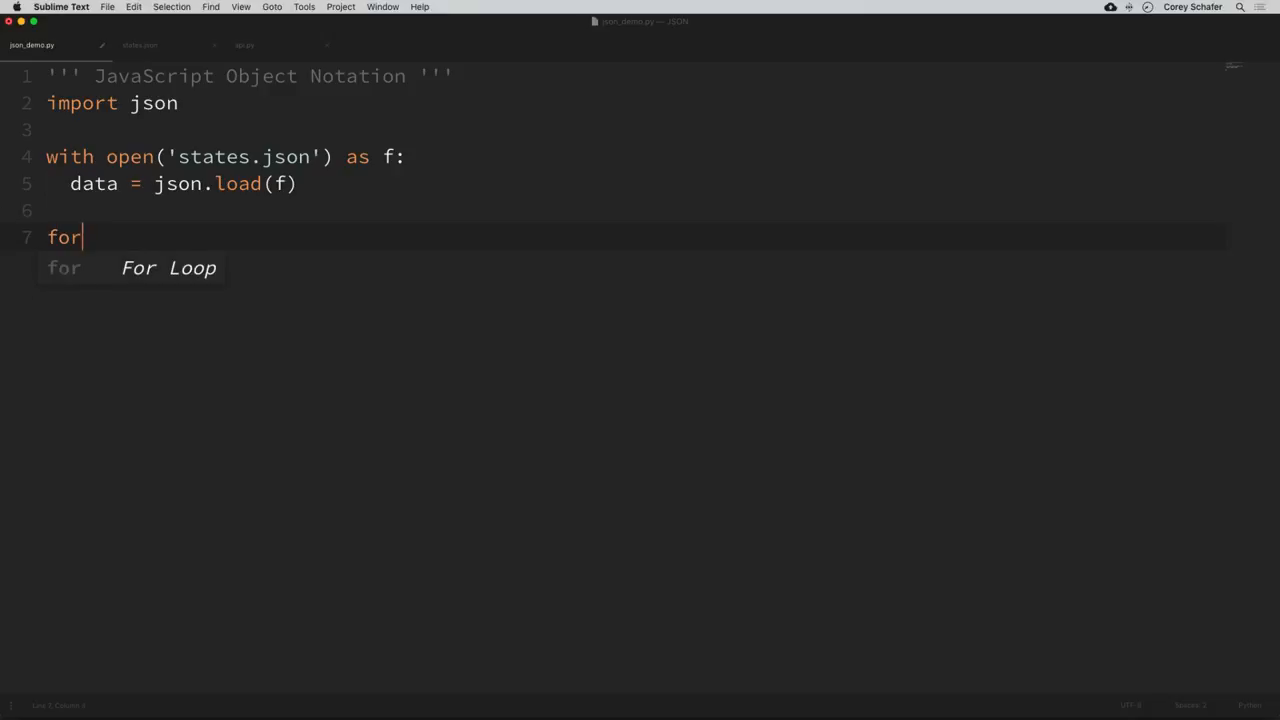 Sublime Text File Edit Selection Find View Goto Tools Project Window Help Corey Schafer
json_demo.py — JSON
json_demo.py states.json api.py
1 ''' JavaScript Object Notation '''
2 import json
3
4 with open('states.json') as f:
5 data = json.load(f)
6
7 for
for For Loop
Line 7, Column 4 UTF-8 Spaces: 2 Python